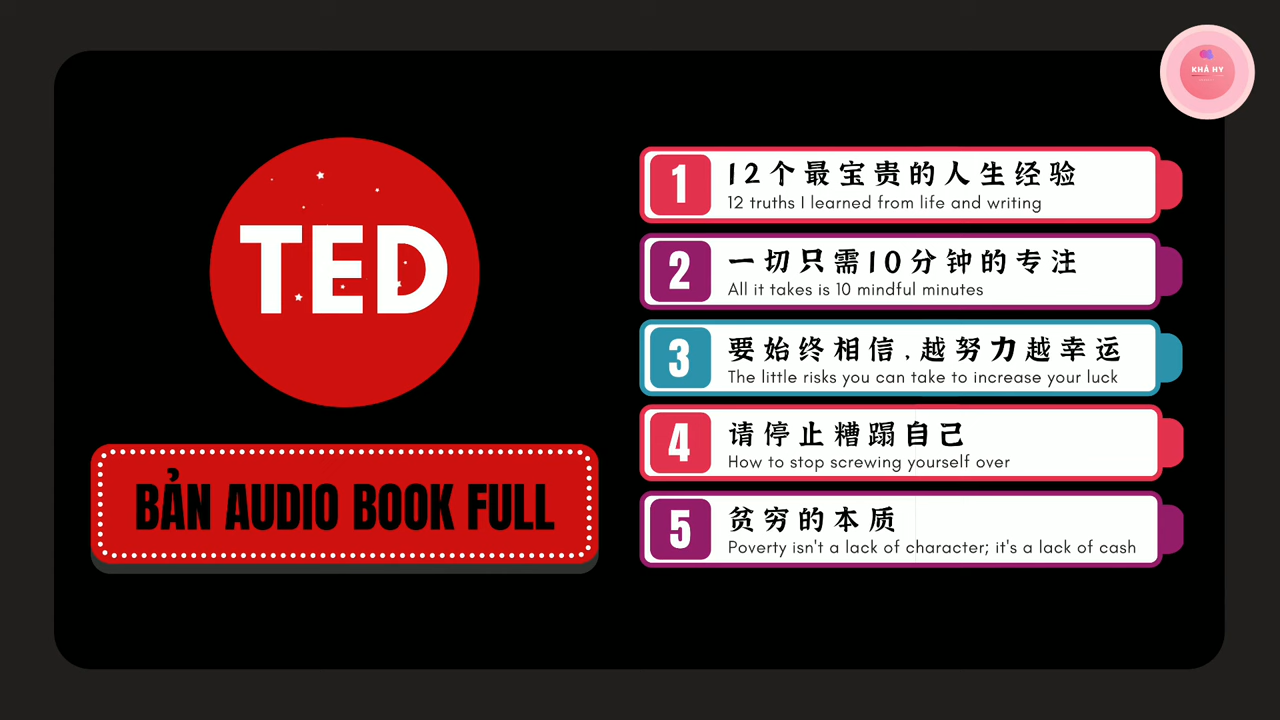 KHẢ HY
TED
BẢN AUDIO BOOK FULL
1
12个最宝贵的人生经验
12 truths I learned from life and writing
2
一切只需10分钟的专注
All it takes is 10 mindful minutes
3
要始终相信,越努力越幸运
The little risks you can take to increase your luck
4
请停止糟蹋自己
How to stop screwing yourself over
5
贫穷的本质
Poverty isn't a lack of character; it's a lack of cash